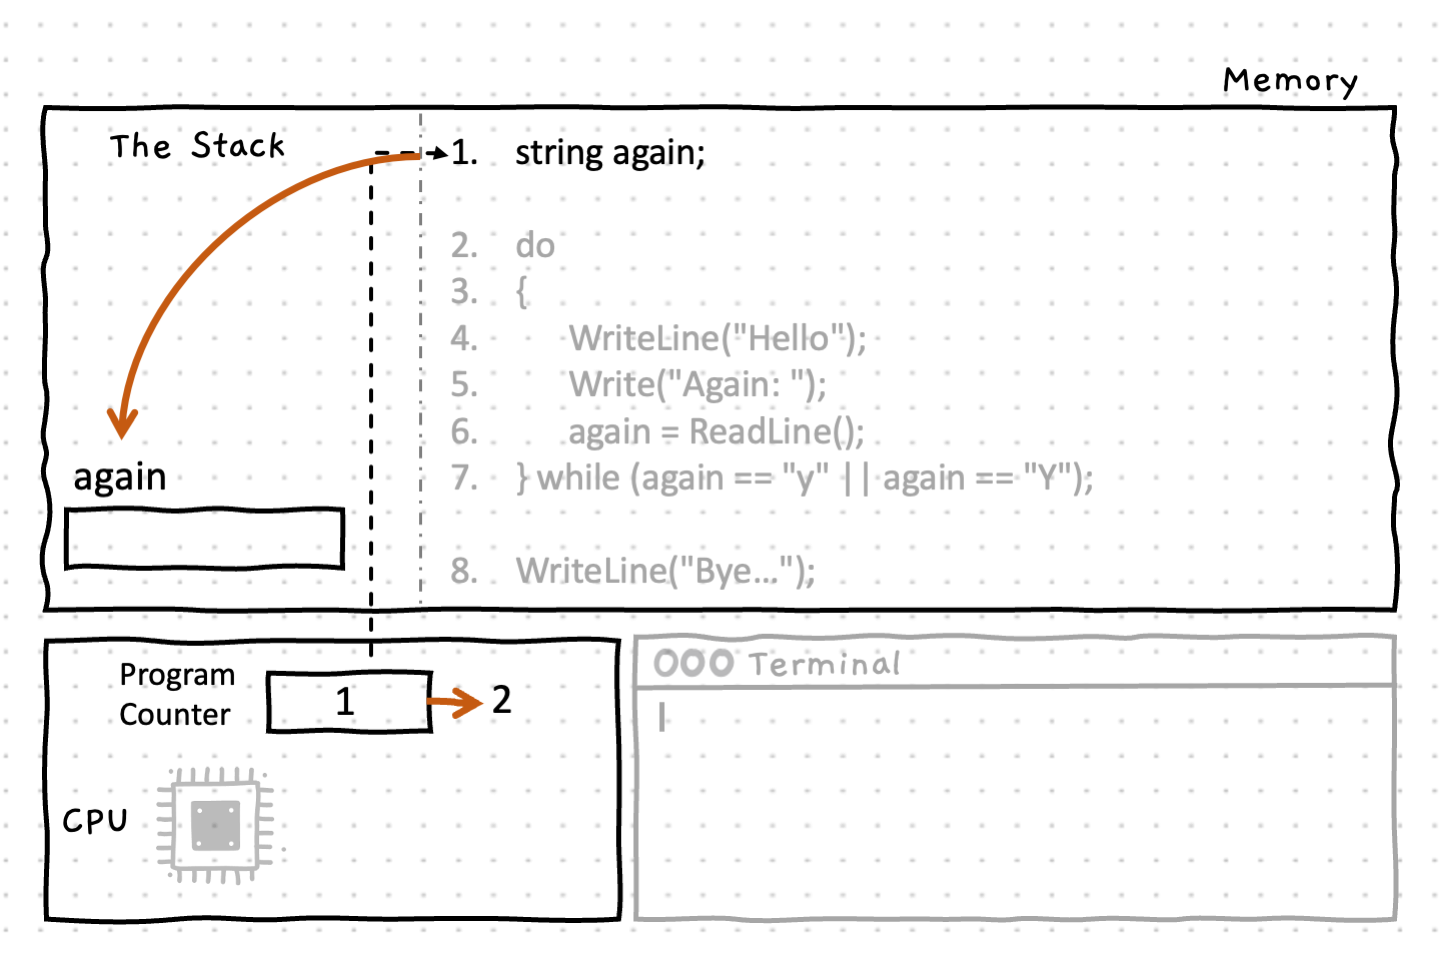 Memory
The Stack
1. string again;
2. do
3. {
4. WriteLine("Hello");
5. Write("Again: ");
6. again = ReadLine();
7. } while (again == "y" || again == "Y");
8. WriteLine("Bye...");
again
Program
Counter
1
2
CPU
Terminal